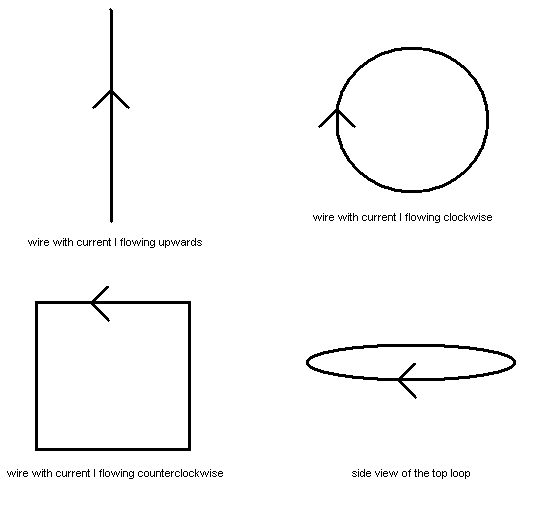 wire with current I flowing upwards
wire with current I flowing clockwise
wire with current I flowing counterclockwise
side view of the top loop